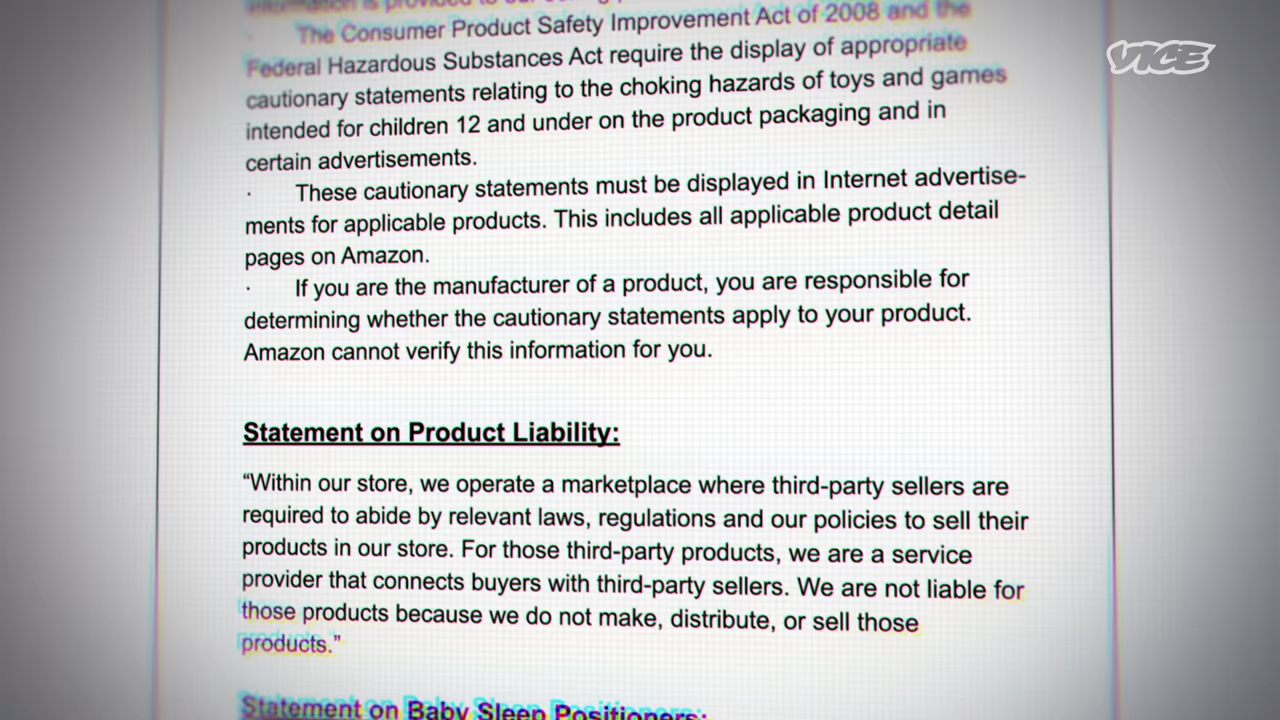 information is provided to our
The Consumer Product Safety Improvement Act of 2008 and the
VICE
Federal Hazardous Substances Act require the display of appropriate
cautionary statements relating to the choking hazards of toys and games
intended for children 12 and under on the product packaging and in
certain advertisements.
· These cautionary statements must be displayed in Internet advertise-
ments for applicable products. This includes all applicable product detail
pages on Amazon.
· If you are the manufacturer of a product, you are responsible for
determining whether the cautionary statements apply to your product.
Amazon cannot verify this information for you.
Statement on Product Liability:
“Within our store, we operate a marketplace where third-party sellers are
required to abide by relevant laws, regulations and our policies to sell their
products in our store. For those third-party products, we are a service
provider that connects buyers with third-party sellers. We are not liable for
those products because we do not make, distribute, or sell those
products.”
Statement on Baby Sleep Positioners: